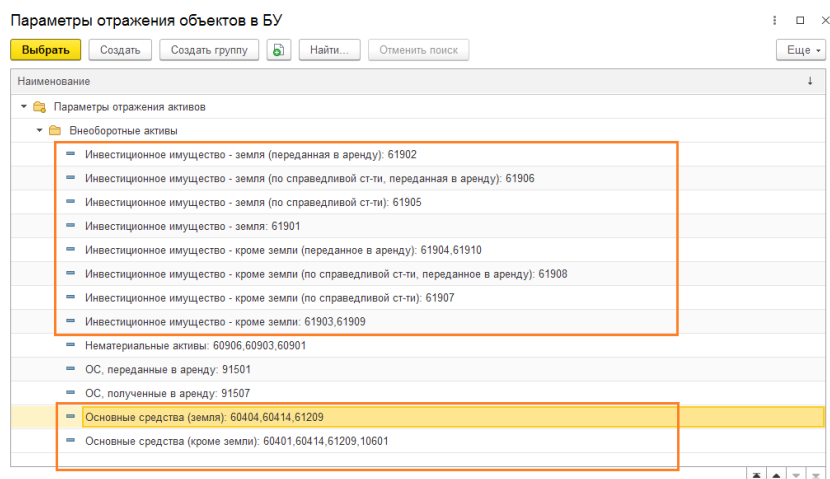 Параметры отражения объектов в БУ
Выбрать Создать Создать группу Найти... Отменить поиск Еще
Наименование
Параметры отражения активов
Внеоборотные активы
Инвестиционное имущество - земля (переданная в аренду): 61902
Инвестиционное имущество - земля (по справедливой ст-ти, переданная в аренду): 61906
Инвестиционное имущество - земля (по справедливой ст-ти): 61905
Инвестиционное имущество - земля: 61901
Инвестиционное имущество - кроме земли (переданное в аренду): 61904,61910
Инвестиционное имущество - кроме земли (по справедливой ст-ти, переданное в аренду): 61908
Инвестиционное имущество - кроме земли (по справедливой ст-ти): 61907
Инвестиционное имущество - кроме земли: 61903,61909
Нематериальные активы: 60906,60903,60901
ОС, переданные в аренду: 91501
ОС, полученные в аренду: 91507
Основные средства (земля): 60404,60414,61209
Основные средства (кроме земли): 60401,60414,61209,10601